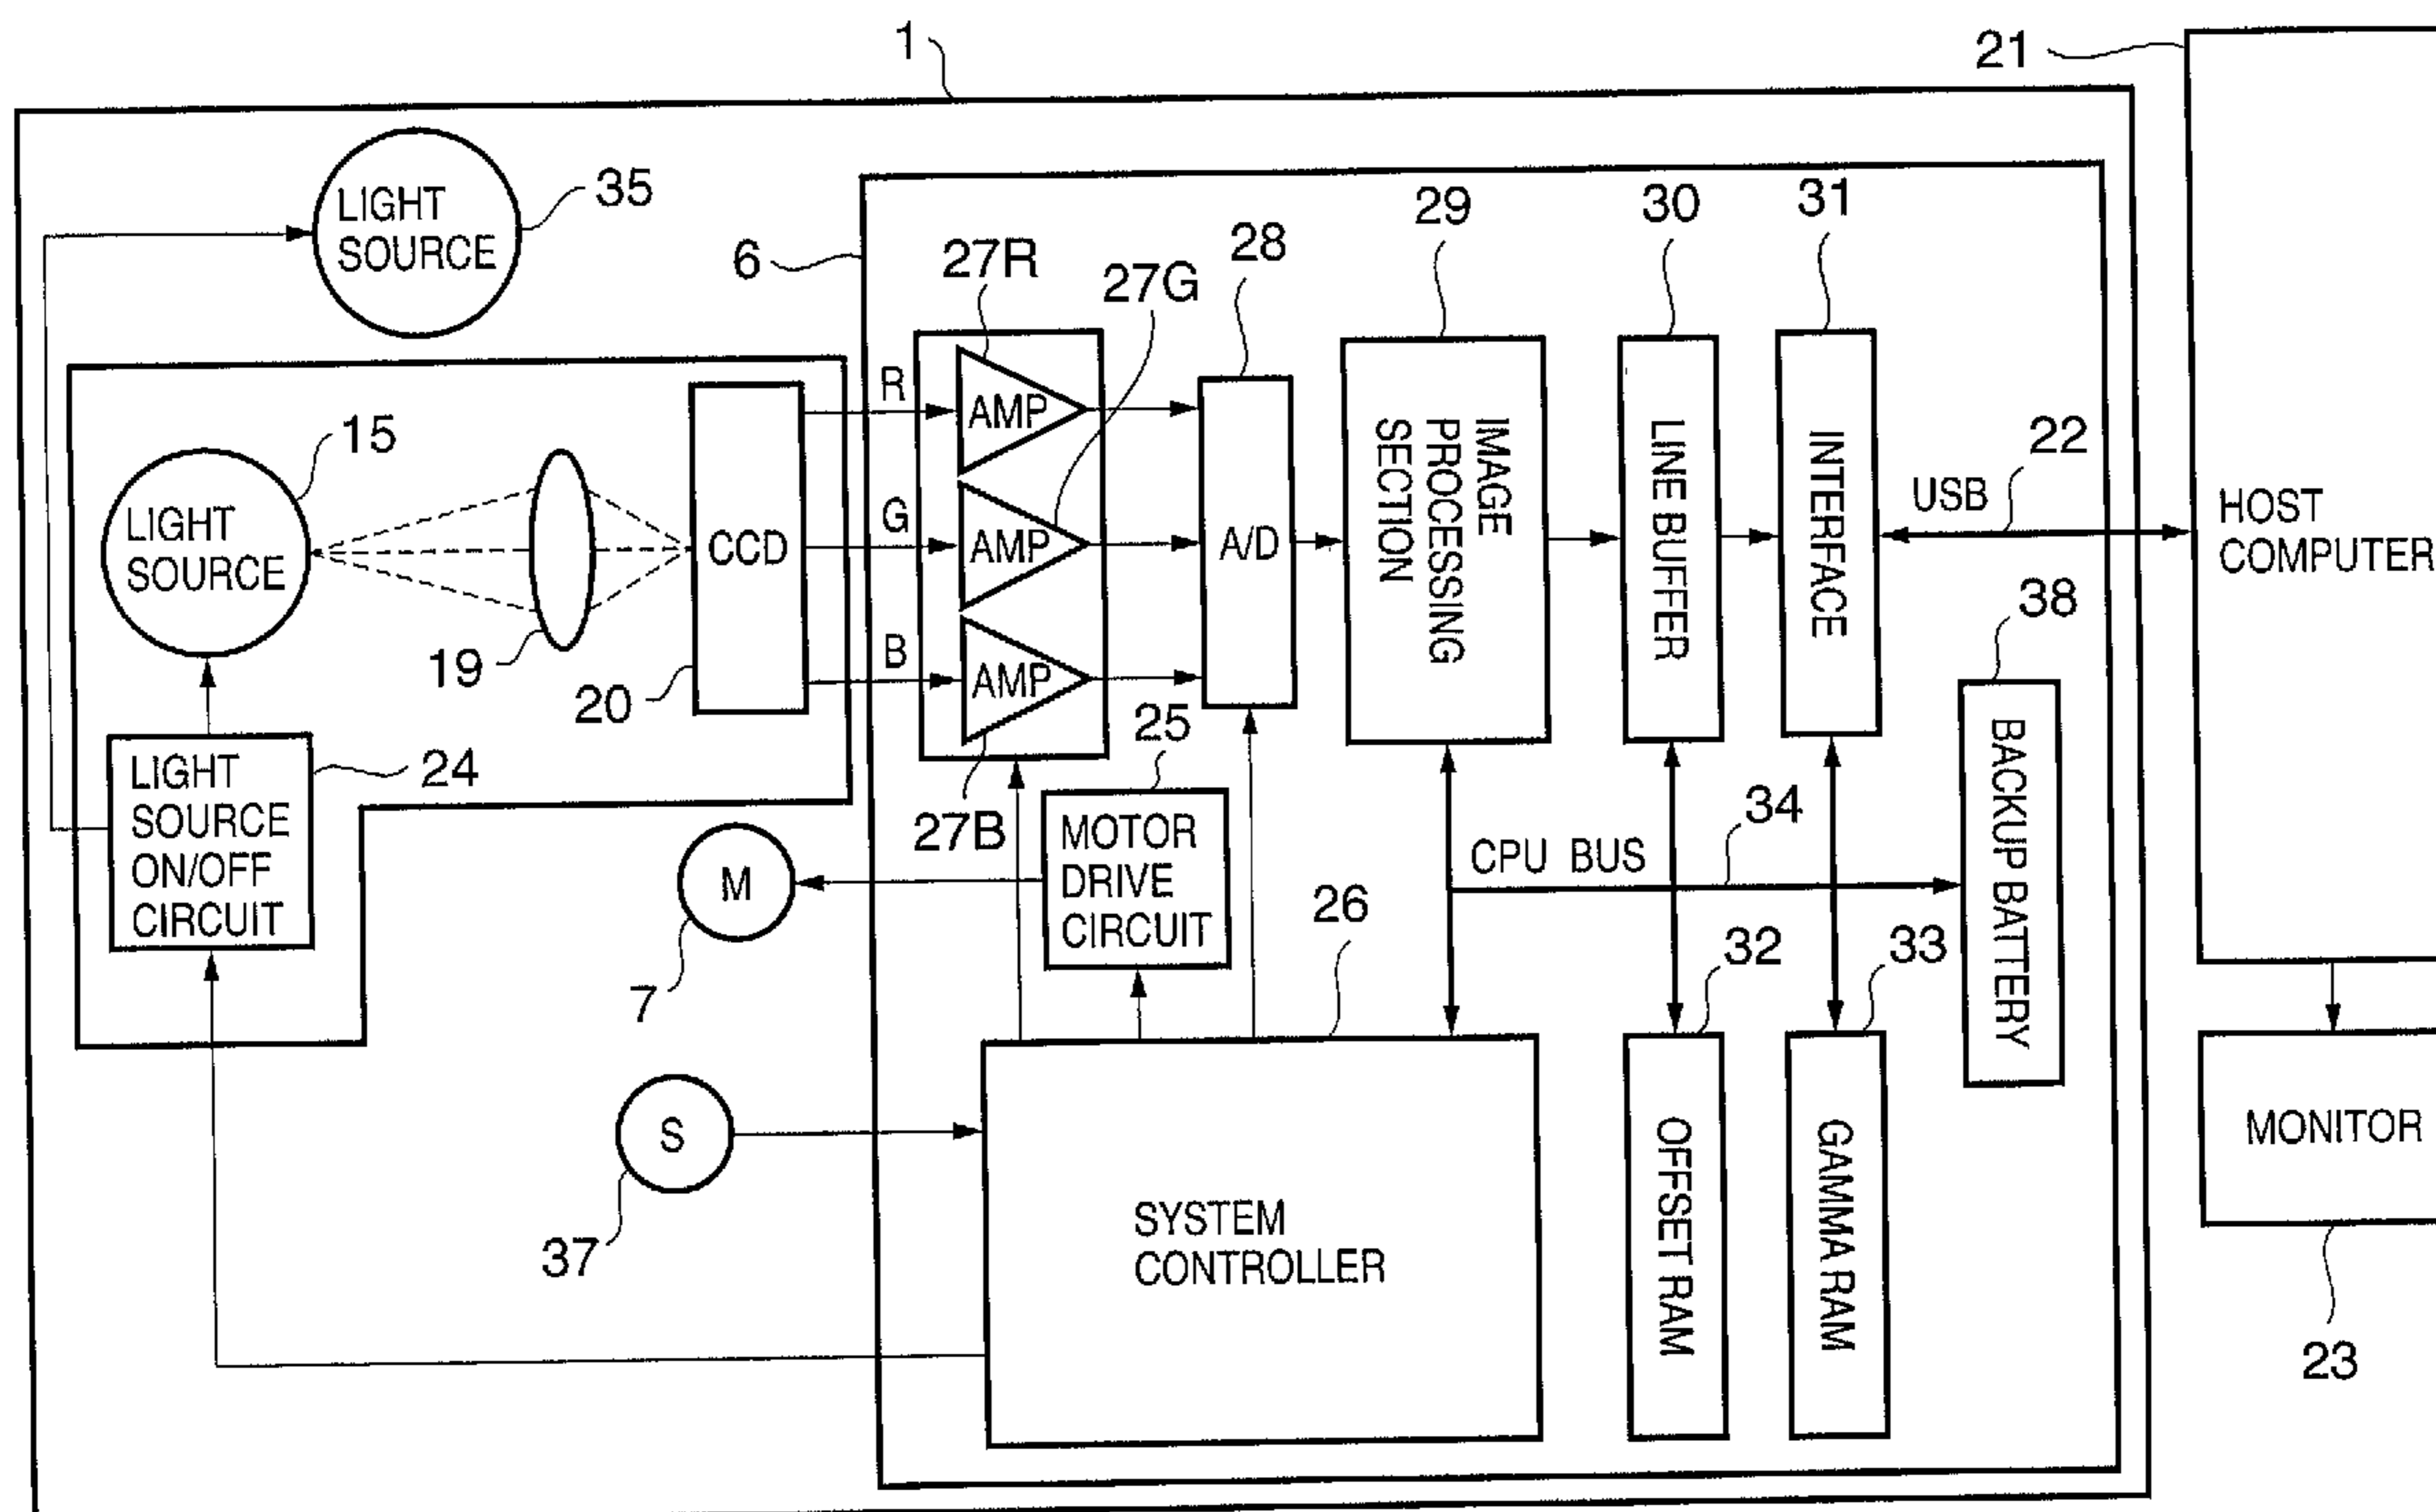 1
21
35
LIGHT
SOURCE
6
27R
27G
28
29
30
31
15
LIGHT
SOURCE
19
20
CCD
R
G
B
AMP
AMP
AMP
27B
A/D
IMAGE
PROCESSING
SECTION
LINE BUFFER
INTERFACE
USB
22
HOST
COMPUTER
38
BACKUP BATTERY
24
LIGHT
SOURCE
ON/OFF
CIRCUIT
25
MOTOR
DRIVE
CIRCUIT
M
7
CPU BUS
34
26
32
33
S
37
SYSTEM
CONTROLLER
OFFSET RAM
GAMMA RAM
MONITOR
23